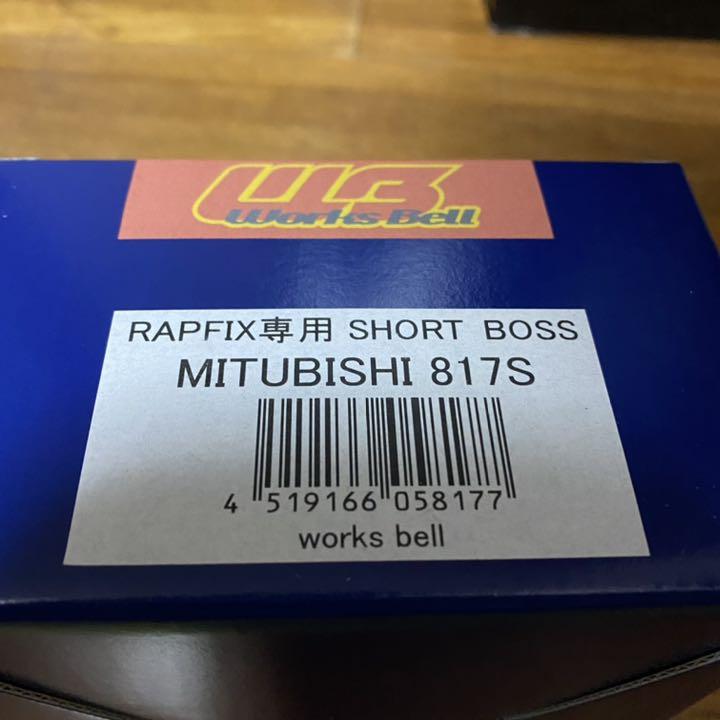 WB
Works Bell
RAPFIX専用 SHORT BOSS
MITUBISHI 817S
4 519166 058177
works bell